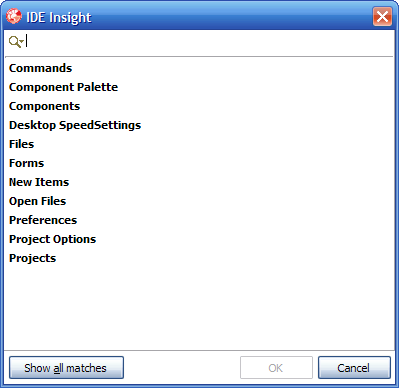 IDE Insight
Commands
Component Palette
Components
Desktop SpeedSettings
Files
Forms
New Items
Open Files
Preferences
Project Options
Projects
Show all matches
OK
Cancel